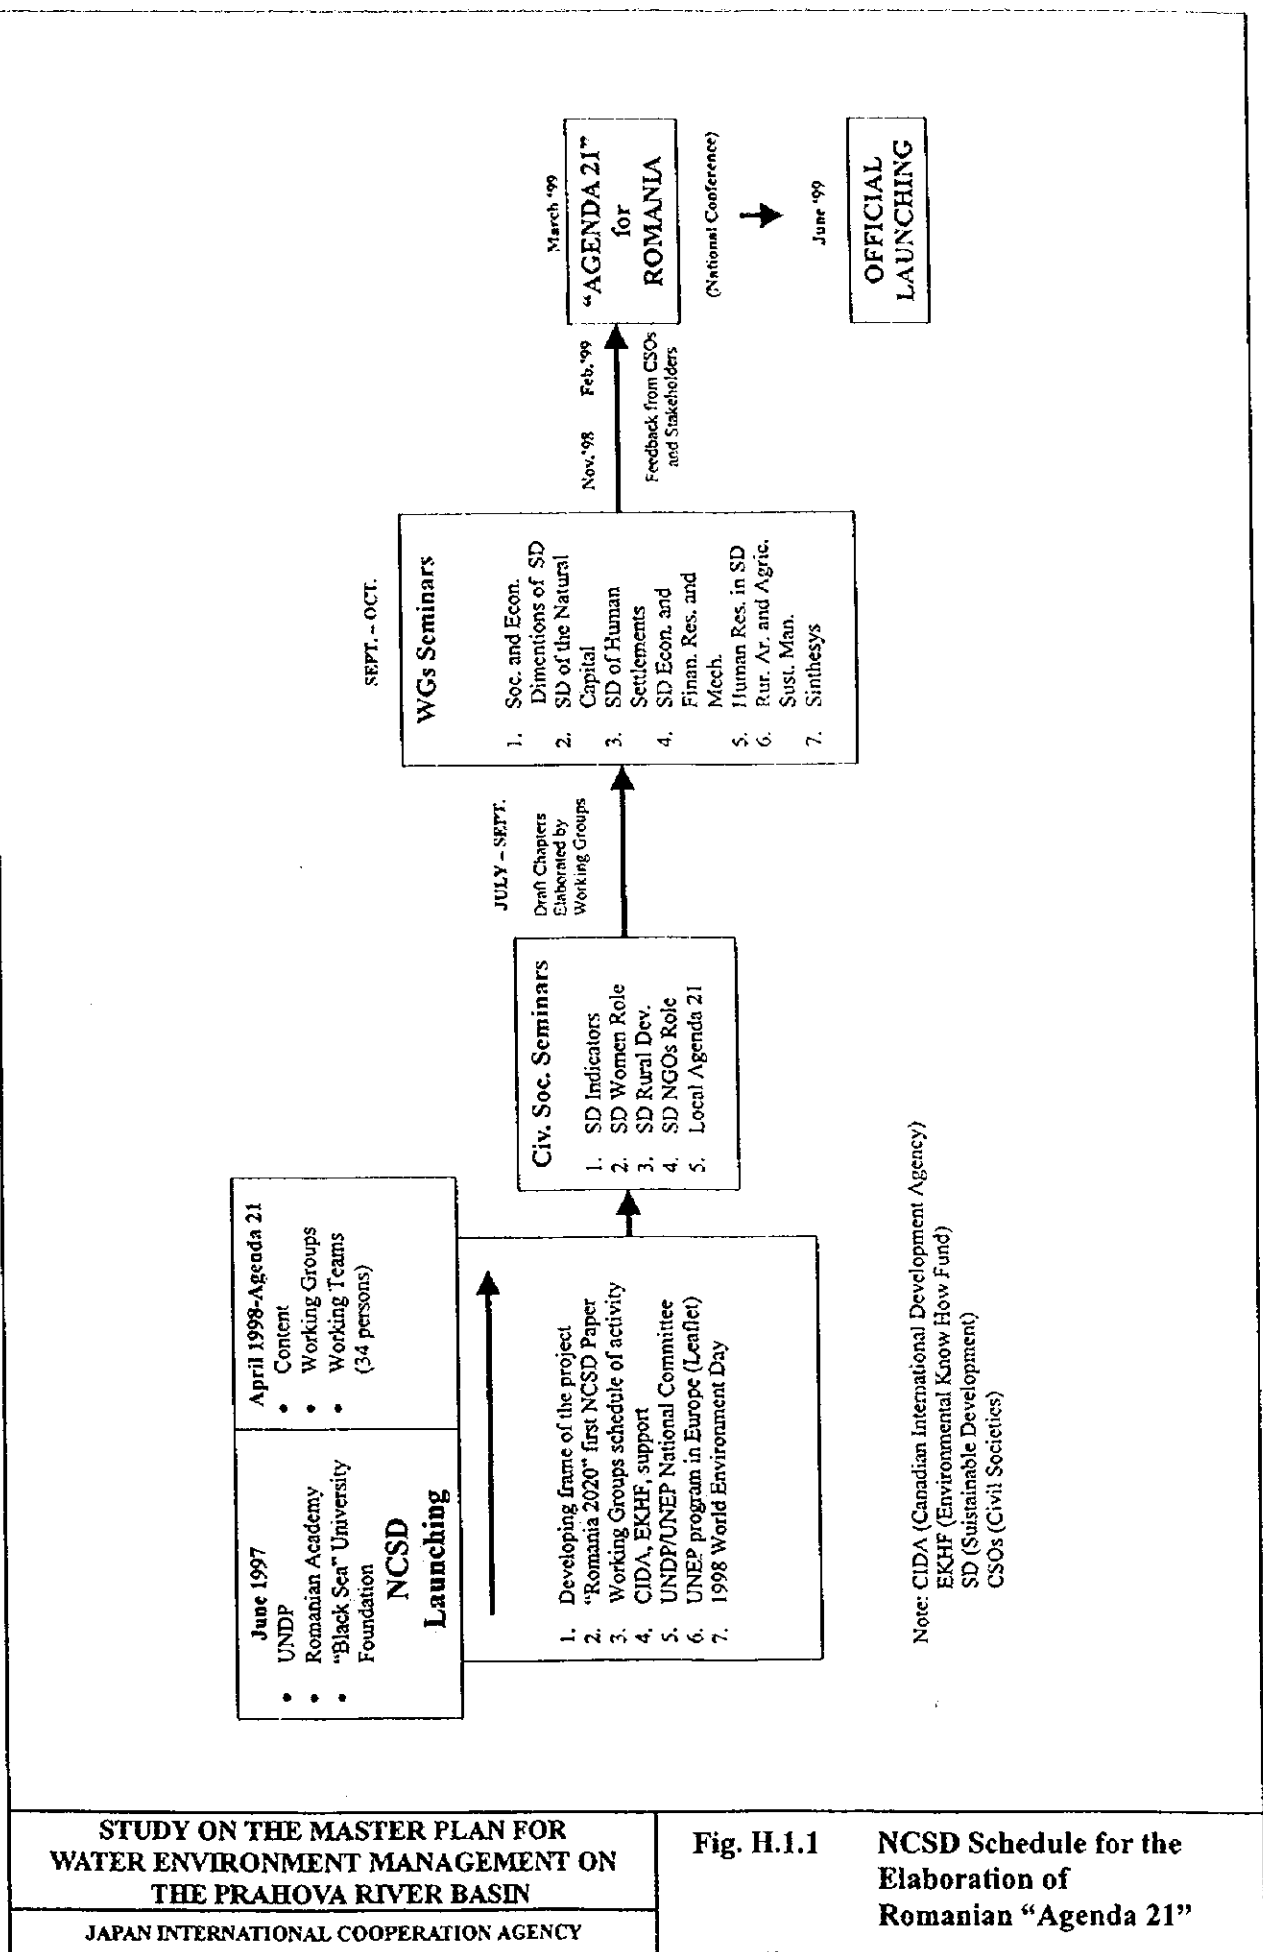 June 1997
• UNDP
• Romanian Academy
• "Black Sea" University
Foundation
NCSD
Launching
April 1998-Agenda 21
• Content
• Working Groups
• Working Teams
(34 persons)
1. Developing frame of the project
2. "Romania 2020" first NCSD Paper
3. Working Groups schedule of activity
4. CIDA, EKHF, support
5. UNDP/UNEP National Committee
6. UNEP program in Europe (Leaflet)
7. 1998 World Environment Day
Civ. Soc. Seminars
1. SD Indicators
2. SD Women Role
3. SD Rural Dev.
4. SD NGOs Role
5. Local Agenda 21
JULY – SEPT.
Draft Chapters
Elaborated by
Working Groups
SEPT. – OCT.
WGs Seminars
1. Soc. and Econ.
Dimentions of SD
2. SD of the Natural
Capital
3. SD of Human
Settlements
4. SD Econ. and
Finan. Res. and
Mech.
5. Human Res. in SD
6. Rur. Ar. and Agric.
Sust. Man.
7. Sinthesys
Nov.'98 Feb.'99
Feedback from CSOs
and Stakeholders
March '99
"AGENDA 21"
for
ROMANIA
(National Conference)
June '99
OFFICIAL
LAUNCHING
Note: CIDA (Canadian International Development Agency)
EKHF (Environmental Know How Fund)
SD (Suistainable Development)
CSOs (Civil Societies)
STUDY ON THE MASTER PLAN FOR
WATER ENVIRONMENT MANAGEMENT ON
THE PRAHOVA RIVER BASIN
JAPAN INTERNATIONAL COOPERATION AGENCY
Fig. H.1.1 NCSD Schedule for the
Elaboration of
Romanian "Agenda 21"